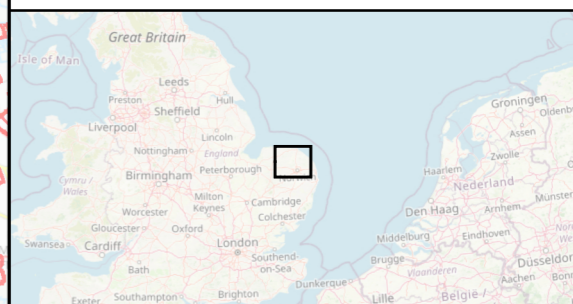 Great Britain
Isle of Man
Leeds
Preston
Hull
Sheffield
Liverpool
Lincoln
Nottingham
England
Peterborough
Norwich
Birmingham
Cymru /
Wales
Milton
Keynes
Cambridge
Worcester
Colchester
Gloucester
Oxford
Swansea
Cardiff
London
Southend-
on-Sea
Bath
Southampton
Brighton
Exeter
Groningen
Assen
Zwolle
Haarlem
Nederland
Den Haag
Arnhem
Münster
Middelburg
Eindhoven
Brugge
Vlaanderen
Dunkerque
Lille
België /
Aachen
Bonn